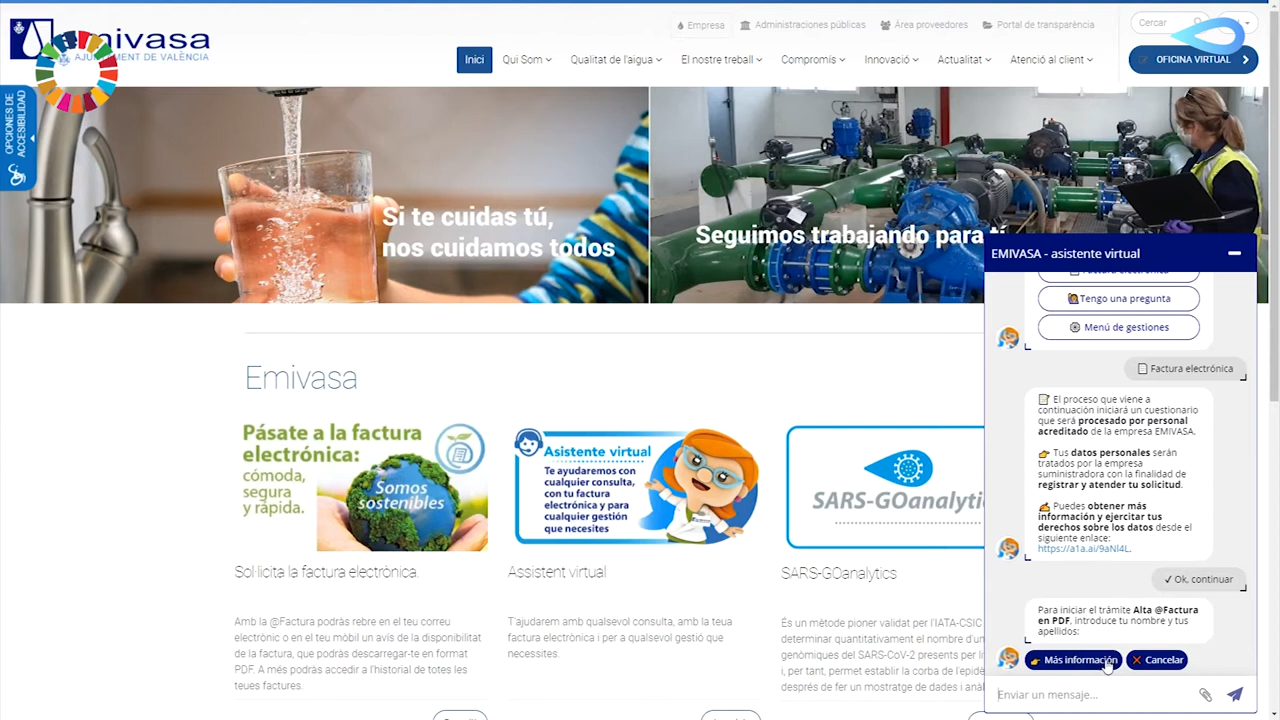 Empresa
Administraciones públicas
Área proveedores
Portal de transparència
Cercar
emivasa
AJUNTAMENT DE VALÈNCIA
Inici
Qui Som
Qualitat de l'aigua
El nostre treball
Compromís
Innovació
Actualitat
Atenció al client
OFICINA VIRTUAL
OPCIONES DE
ACCESIBILIDAD
Si te cuidas tú,
nos cuidamos todos
Seguimos trabajando para
Emivasa
Pásate a la factura
electrónica:
cómoda,
segura
y rápida.
Somos
sostenibles
Sol·licita la factura electrònica.
Amb la @Factura podràs rebre en el teu correu
electrònic o en el teu mòbil un avís de la disponibilitat
de la factura, que podràs descarregar-te en format
PDF. A més podràs accedir a l'historial de totes les
teues factures.
Asistente virtual
Te ayudaremos con
cualquier consulta,
con tu factura
electrónica y para
cualquier gestión
que necesites
Assistent virtual
T'ajudarem amb qualsevol consulta, amb la teua
factura electrònica i per a qualsevol gestió que
necessites.
SARS-GOanalytic
SARS-GOanalytics
És un mètode pioner validat per l'IATA-CSIC
determinar quantitativament el nombre d'u
genòmiques del SARS-CoV-2 presents per li
i, per tant, permet establir la corba de l'epid
després de fer un mostratge de dades i anàl
EMIVASA - asistente virtual
Factura electrónica
Tengo una pregunta
Menú de gestiones
Factura electrónica
El proceso que viene a
continuación iniciará un cuestionario
que será procesado por personal
acreditado de la empresa EMIVASA.
Tus datos personales serán
tratados por la empresa
suministradora con la finalidad de
registrar y atender tu solicitud.
Puedes obtener más
información y ejercitar tus
derechos sobre los datos desde el
siguiente enlace:
https://a1a.ai/9aNl4L.
✓ Ok, continuar
Para iniciar el trámite Alta @Factura
en PDF, introduce tu nombre y tus
apellidos:
Más información
Cancelar
Enviar un mensaje...